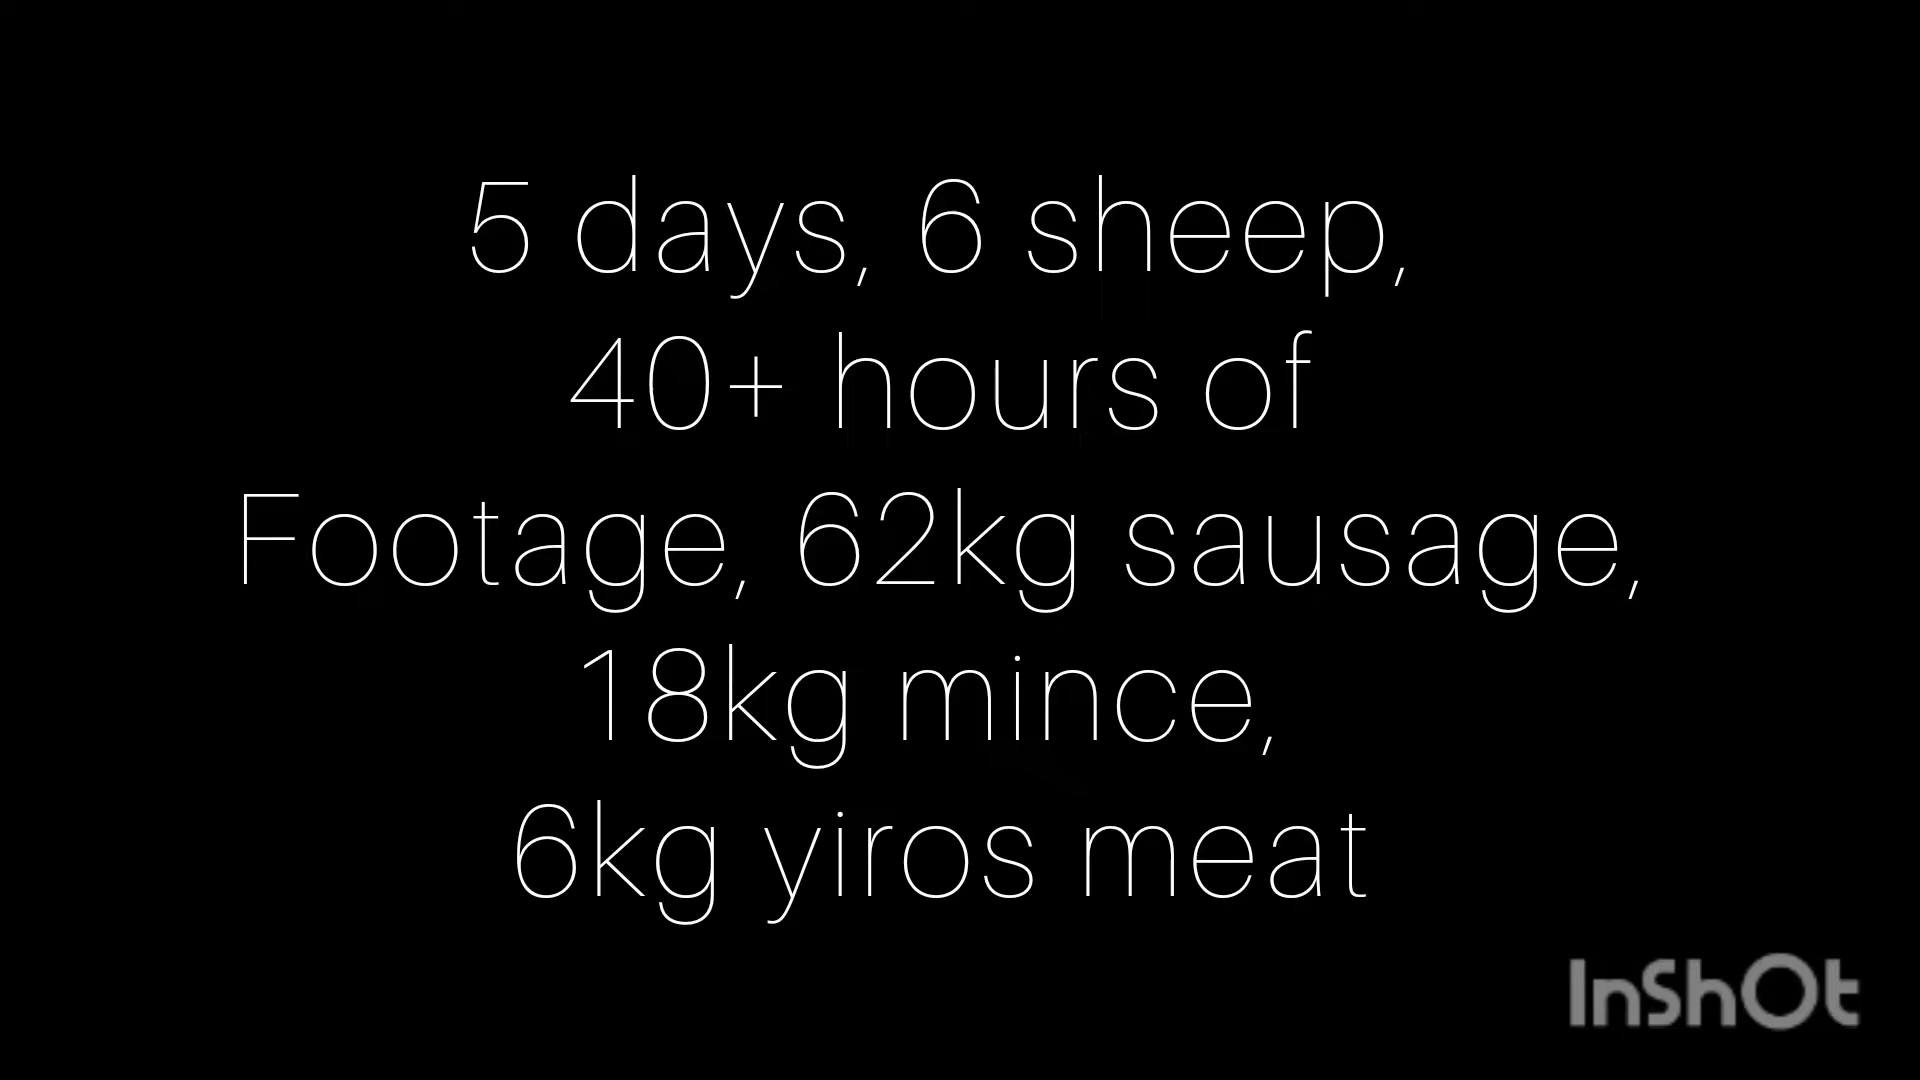 5 days, 6 sheep,
40+ hours of
Footage, 62kg sausage,
18kg mince,
6kg yiros meat
InShOt